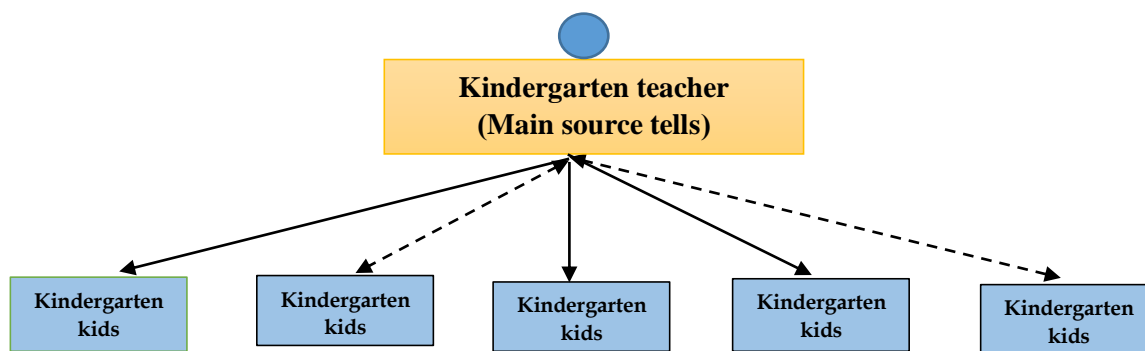 Kindergarten teacher
(Main source tells)
Kindergarten
kids
Kindergarten
kids
Kindergarten
kids
Kindergarten
kids
Kindergarten
kids